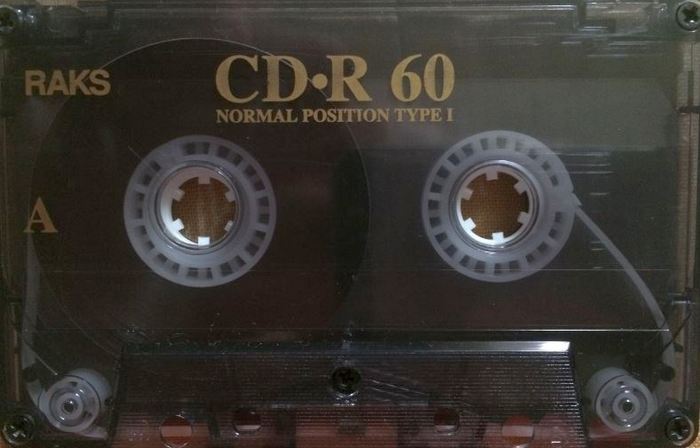 RAKS
CD•R 60
NORMAL POSITION TYPE I
A